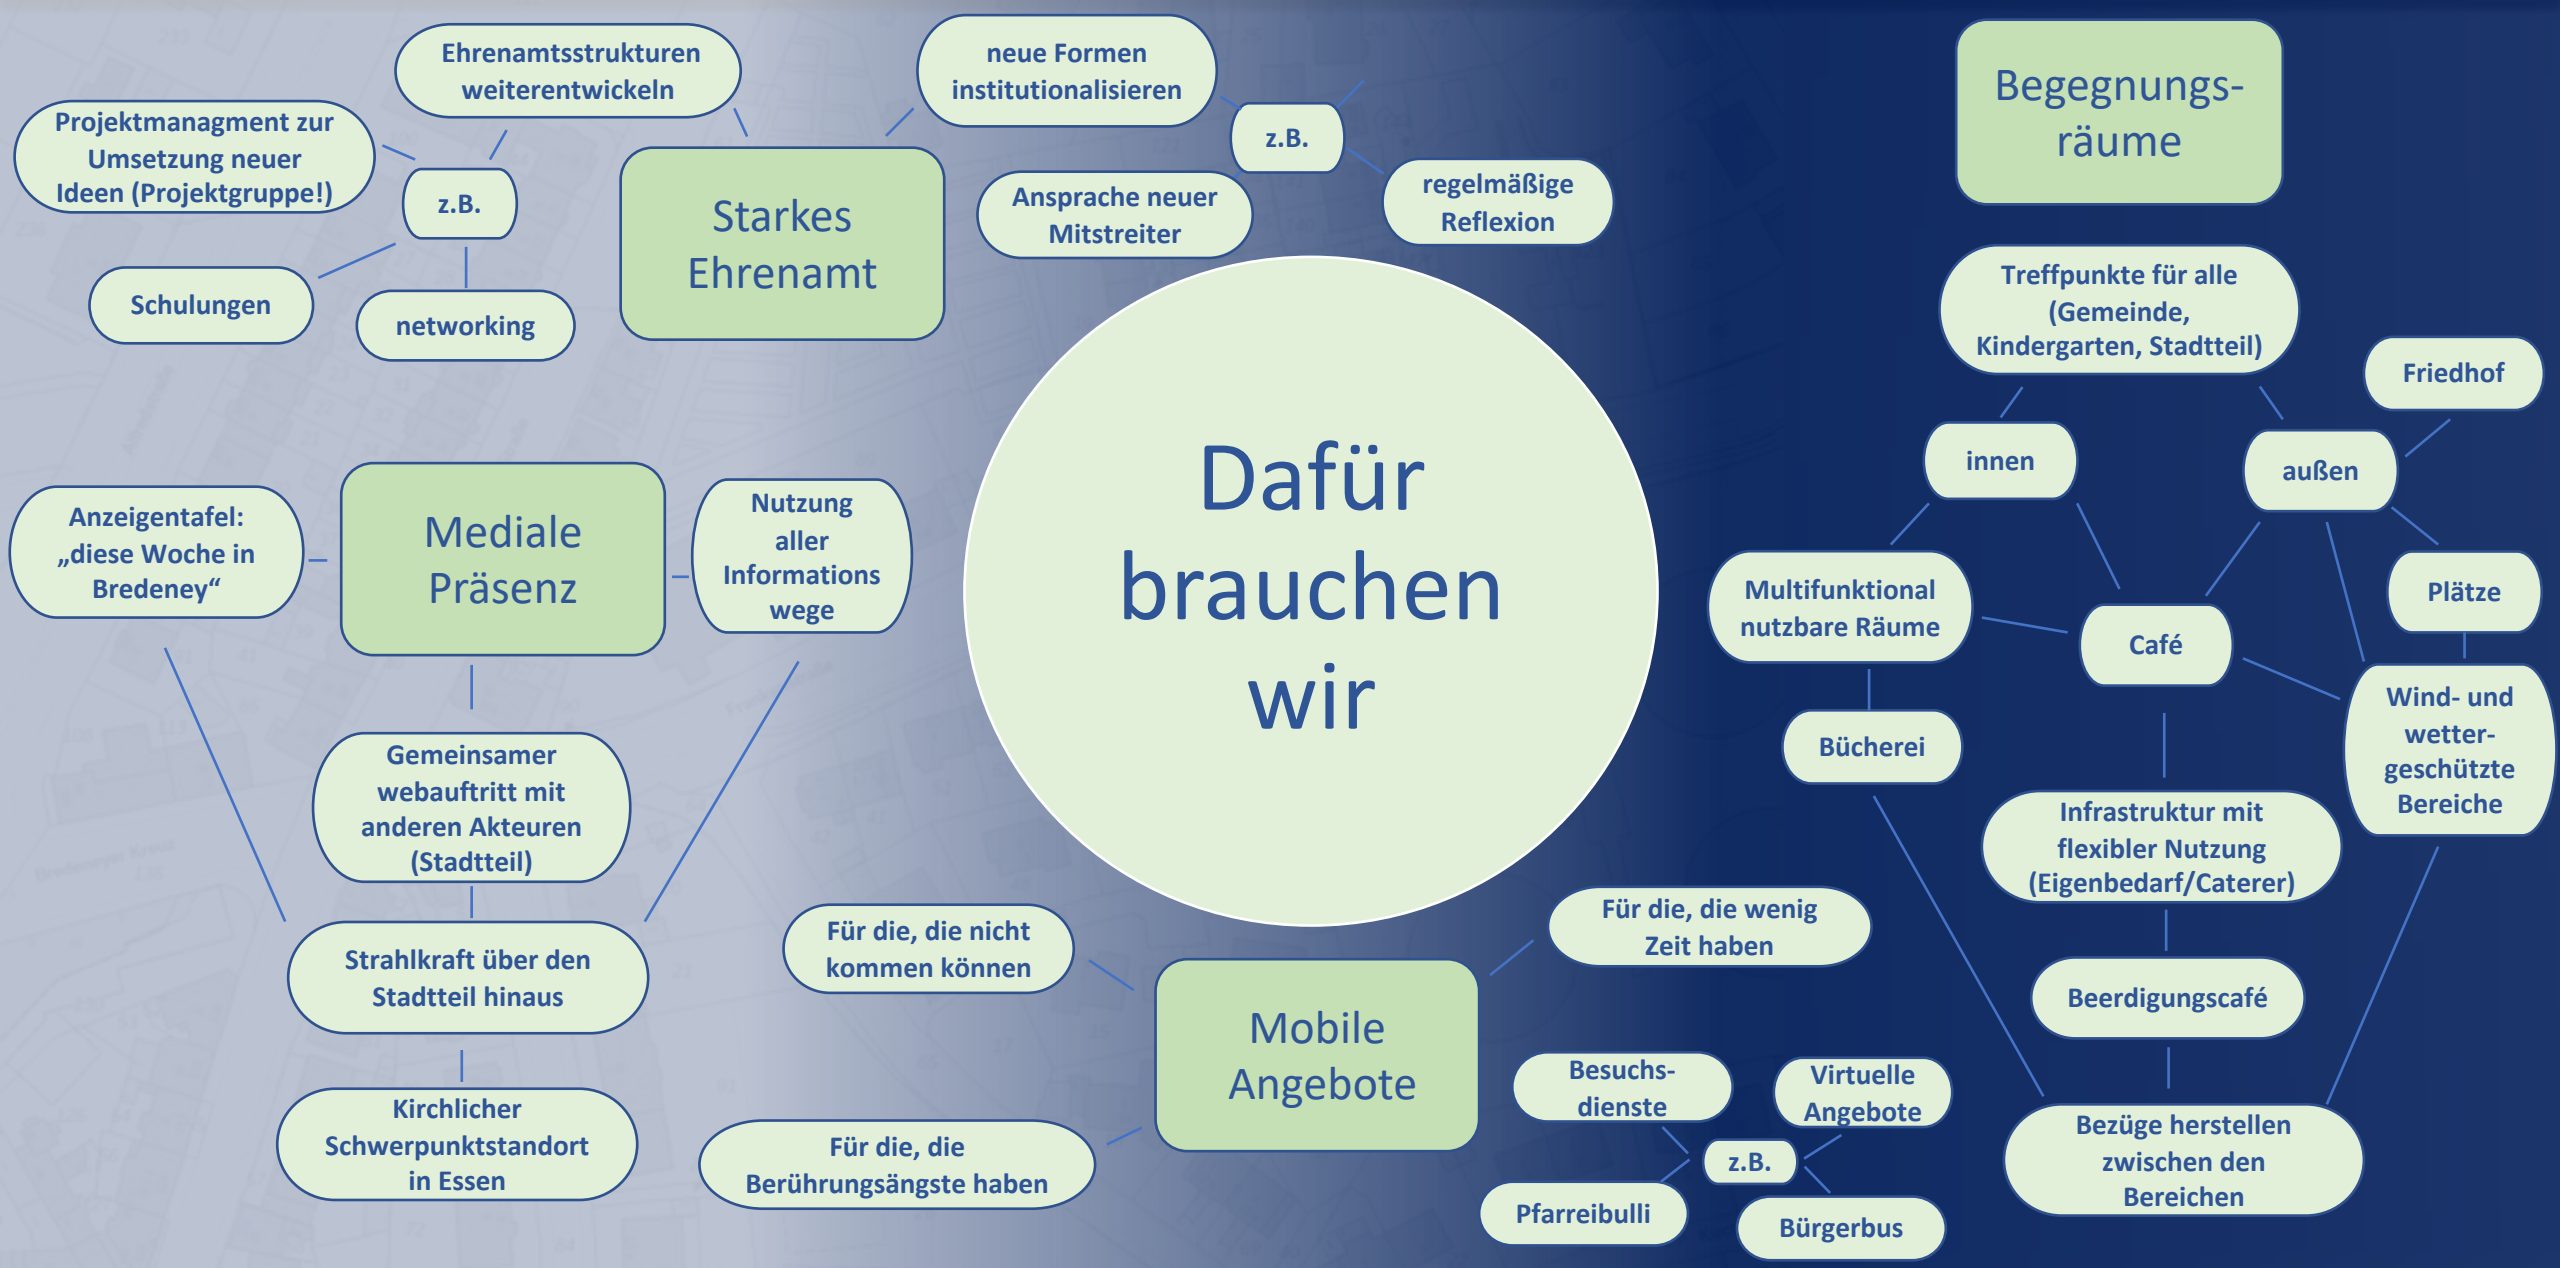 Ehrenamtsstrukturen
weiterentwickeln
neue Formen
institutionalisieren
Projektmanagment zur
Umsetzung neuer
Ideen (Projektgruppe!)
z.B.
Schulungen
networking
Starkes
Ehrenamt
z.B.
Ansprache neuer
Mitstreiter
regelmäßige
Reflexion
Begegnungs-
räume
Treffpunkte für alle
(Gemeinde,
Kindergarten, Stadtteil)
Friedhof
innen
außen
Multifunktional
nutzbare Räume
Café
Plätze
Bücherei
Wind- und
wetter-
geschützte
Bereiche
Infrastruktur mit
flexibler Nutzung
(Eigenbedarf/Caterer)
Beerdigungscafé
Bezüge herstellen
zwischen den
Bereichen
Dafür
brauchen
wir
Anzeigentafel:
„diese Woche in
Bredeney“
Mediale
Präsenz
Nutzung
aller
Informations
wege
Gemeinsamer
webauftritt mit
anderen Akteuren
(Stadtteil)
Strahlkraft über den
Stadtteil hinaus
Kirchlicher
Schwerpunktstandort
in Essen
Für die, die nicht
kommen können
Für die, die wenig
Zeit haben
Mobile
Angebote
Für die, die
Berührungsängste haben
Besuchs-
dienste
Virtuelle
Angebote
z.B.
Pfarreibulli
Bürgerbus
Bredeneyer Kreuz